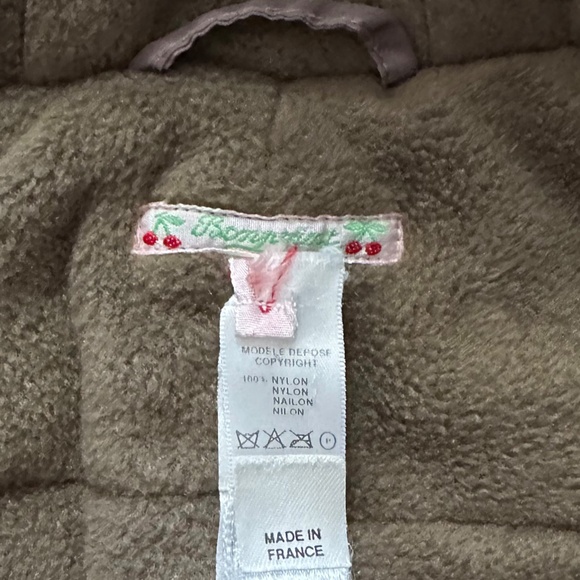 Bonpoint
MODELE DEPOSE
COPYRIGHT
100% NYLON
NYLON
NAILON
NILON
P
MADE IN
FRANCE